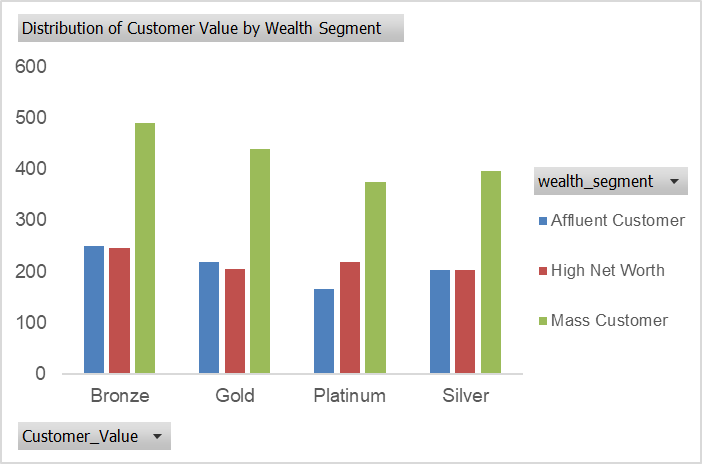 Distribution of Customer Value by Wealth Segment
600
500
400
300
200
100
0
Bronze Gold Platinum Silver
wealth_segment
Affluent Customer
High Net Worth
Mass Customer
Customer_Value